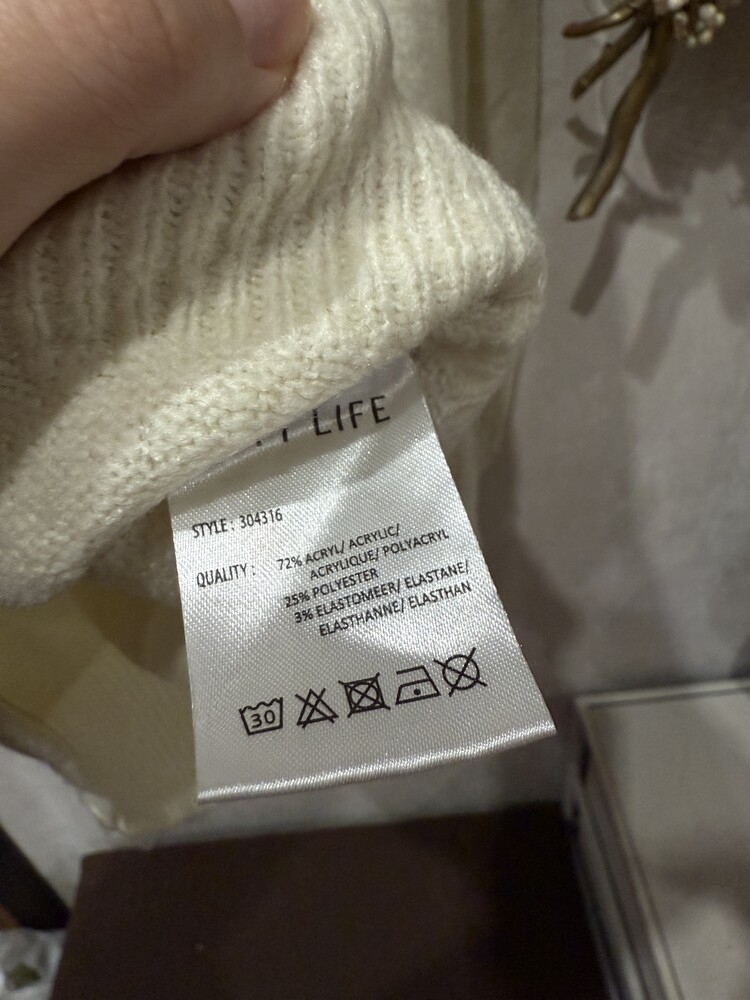 LIFE
STYLE : 304316
QUALITY : 72% ACRYL/ ACRYLIC/
ACRYLIQUE/ POLYACRYL
25% POLYESTER
3% ELASTOMEER/ ELASTANE/
ELASTHANNE/ ELASTHAN
30